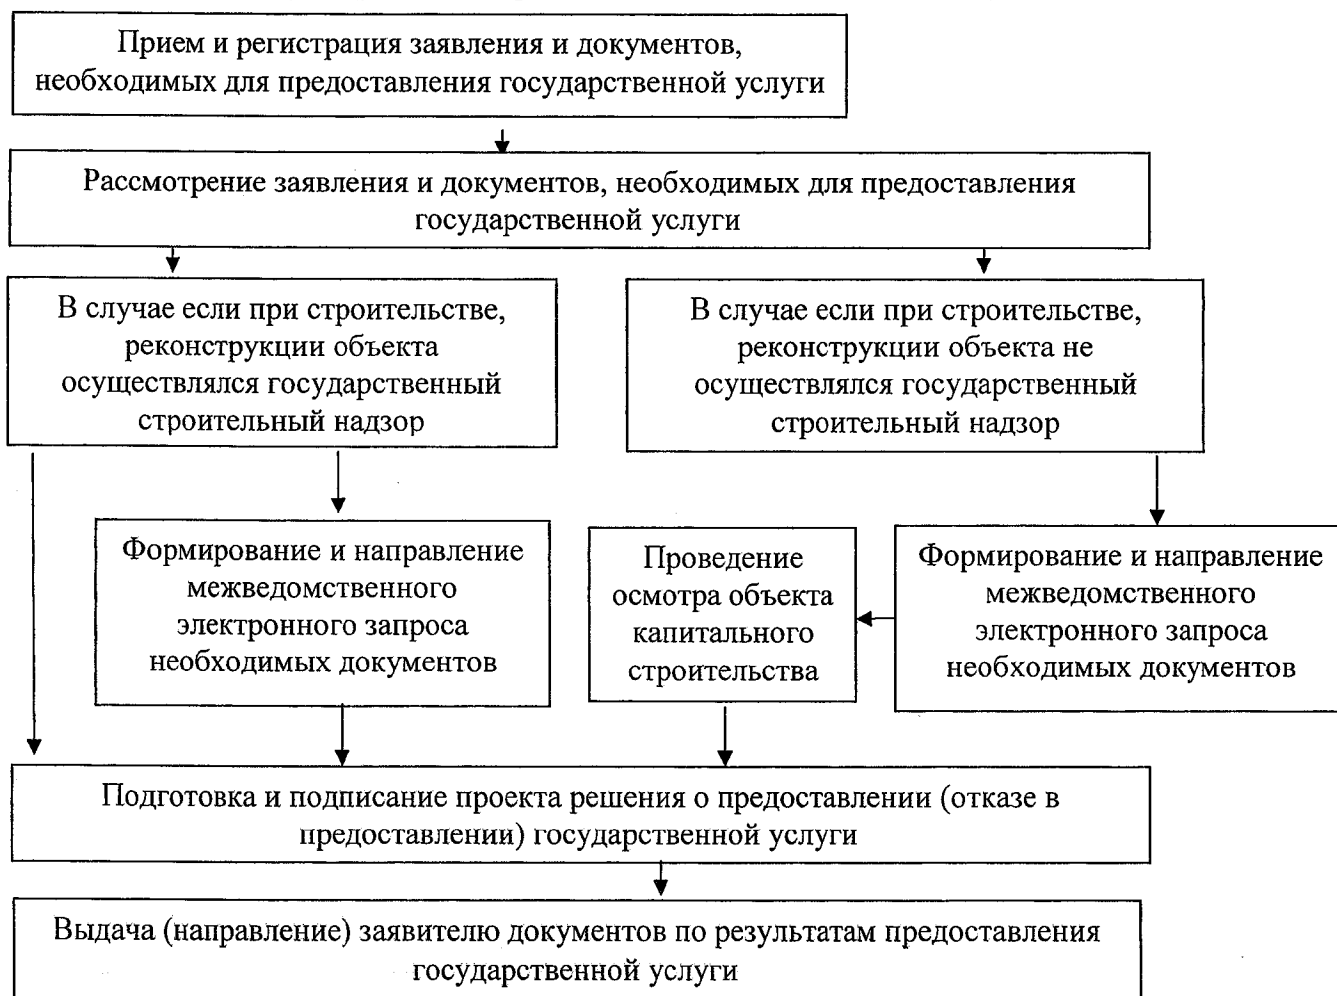 Прием и регистрация заявления и документов,
необходимых для предоставления государственной услуги
Рассмотрение заявления и документов, необходимых для предоставления
государственной услуги
В случае если при строительстве,
реконструкции объекта
осуществлялся государственный
строительный надзор
В случае если при строительстве,
реконструкции объекта не
осуществлялся государственный
строительный надзор
Формирование и направление
межведомственного
электронного запроса
необходимых документов
Проведение
осмотра объекта
капитального
строительства
Формирование и направление
межведомственного
электронного запроса
необходимых документов
Подготовка и подписание проекта решения о предоставлении (отказе в
предоставлении) государственной услуги
Выдача (направление) заявителю документов по результатам предоставления
государственной услуги